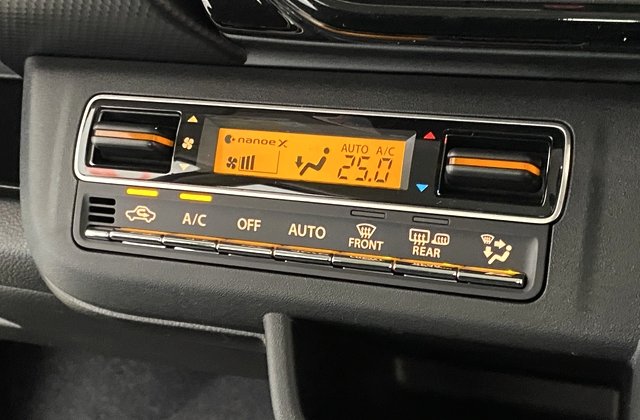 nanoe X
AUTO A/C
25.0
A/C
OFF
AUTO
FRONT
REAR